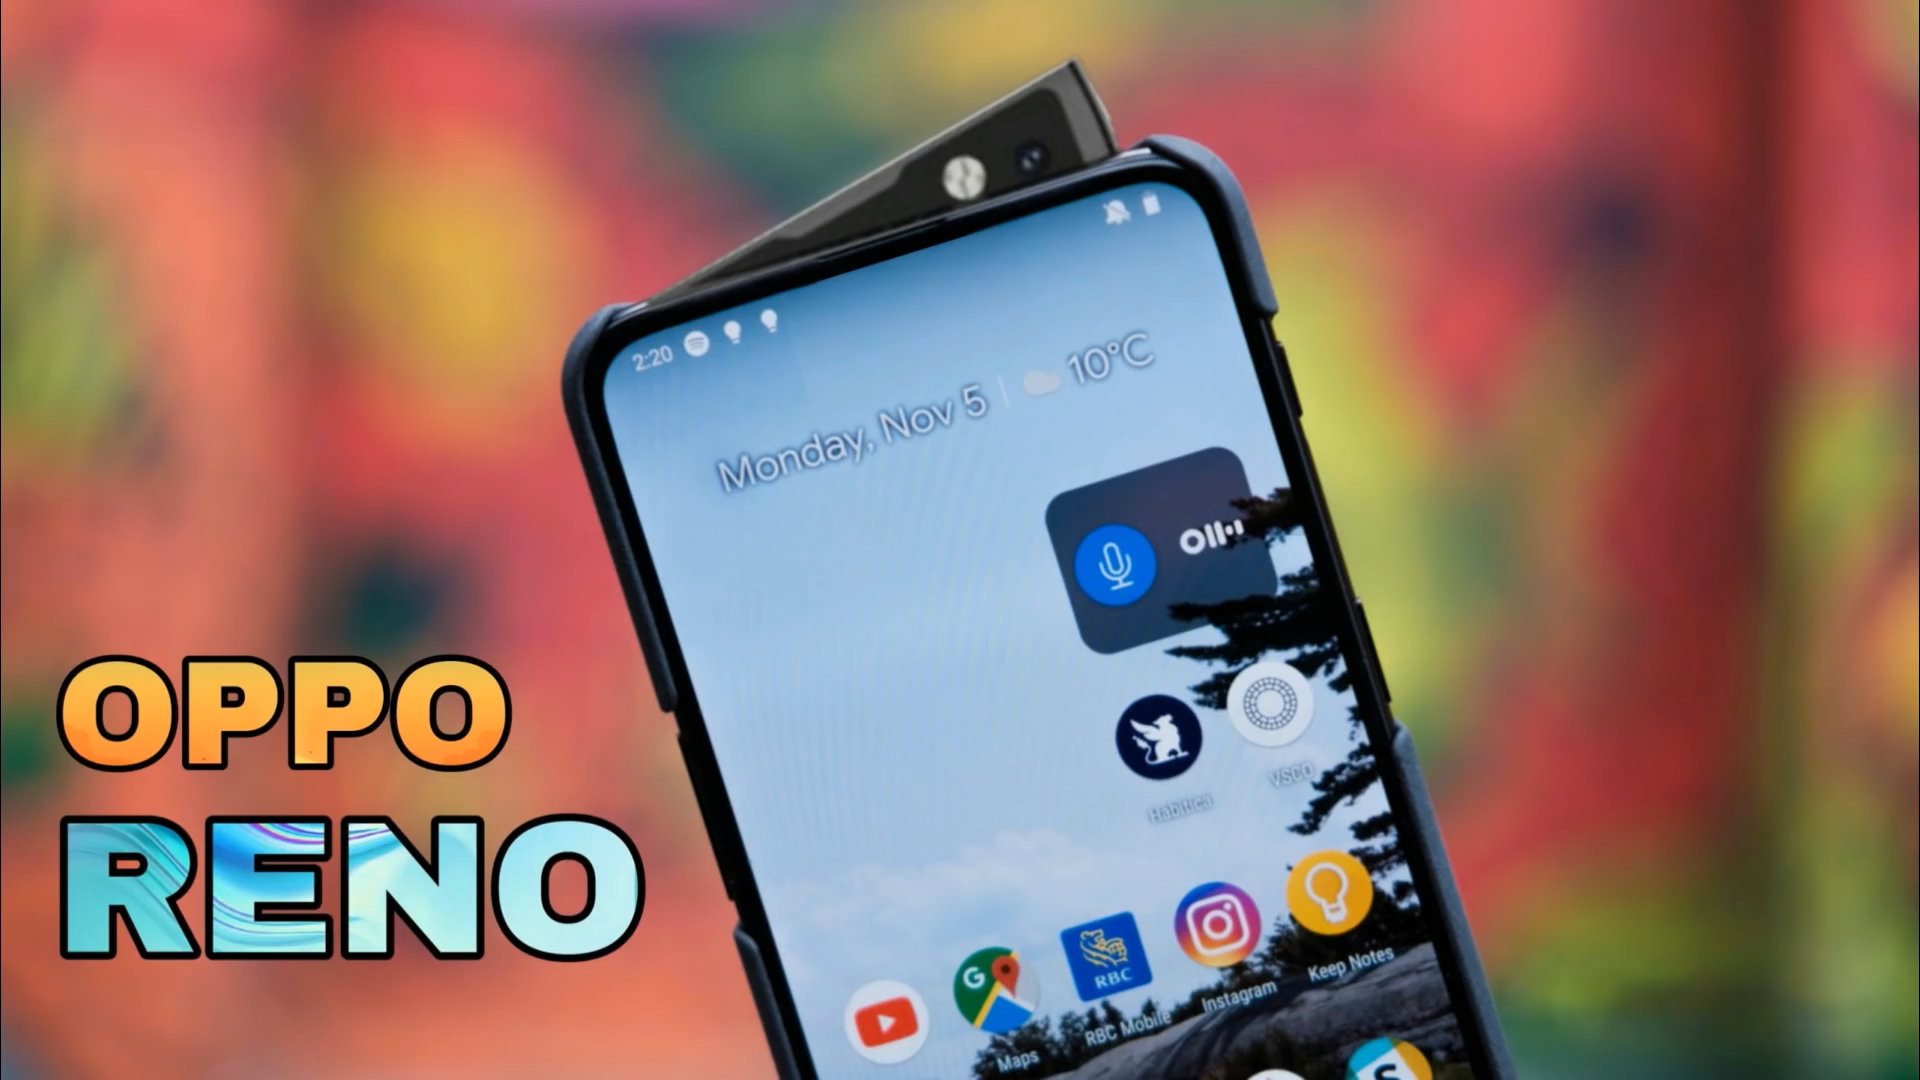 2:20
Monday, Nov 5 | 10°C
Habitica
VSCO
RBC
G
Maps
RBC Mobile
Instagram
Keep Notes
S
OPPO
RENO